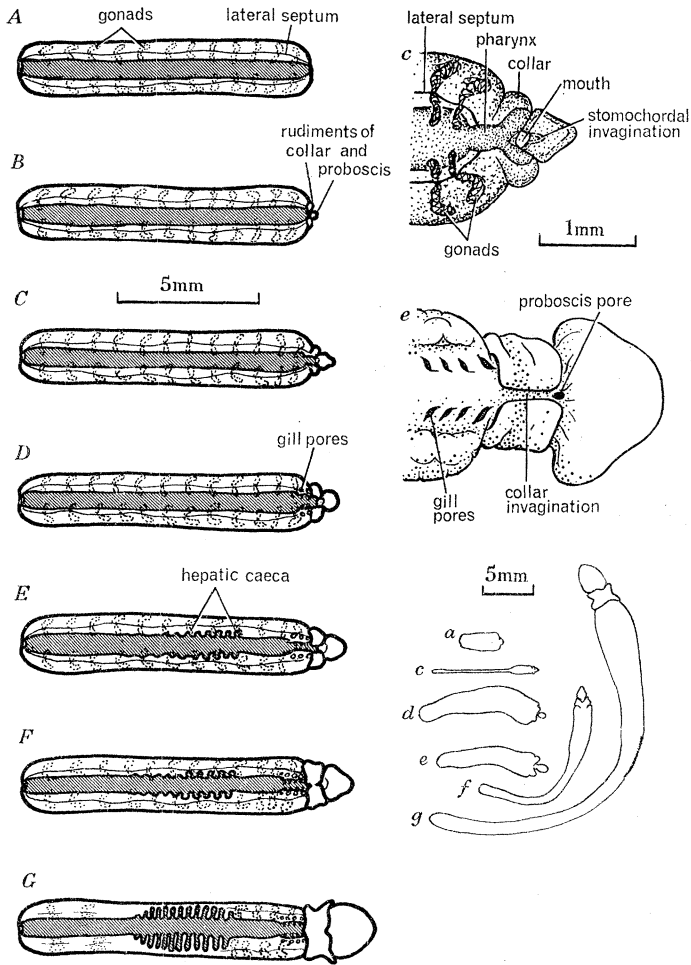 A
gonads
lateral septum
B
rudiments of
collar and
proboscis
C
5mm
D
gill pores
E
hepatic caeca
F
G
c
lateral septum
pharynx
collar
mouth
stomochordal
invagination
gonads
1mm
e
proboscis pore
gill
pores
collar
invagination
5mm
a
c
d
e
f
g